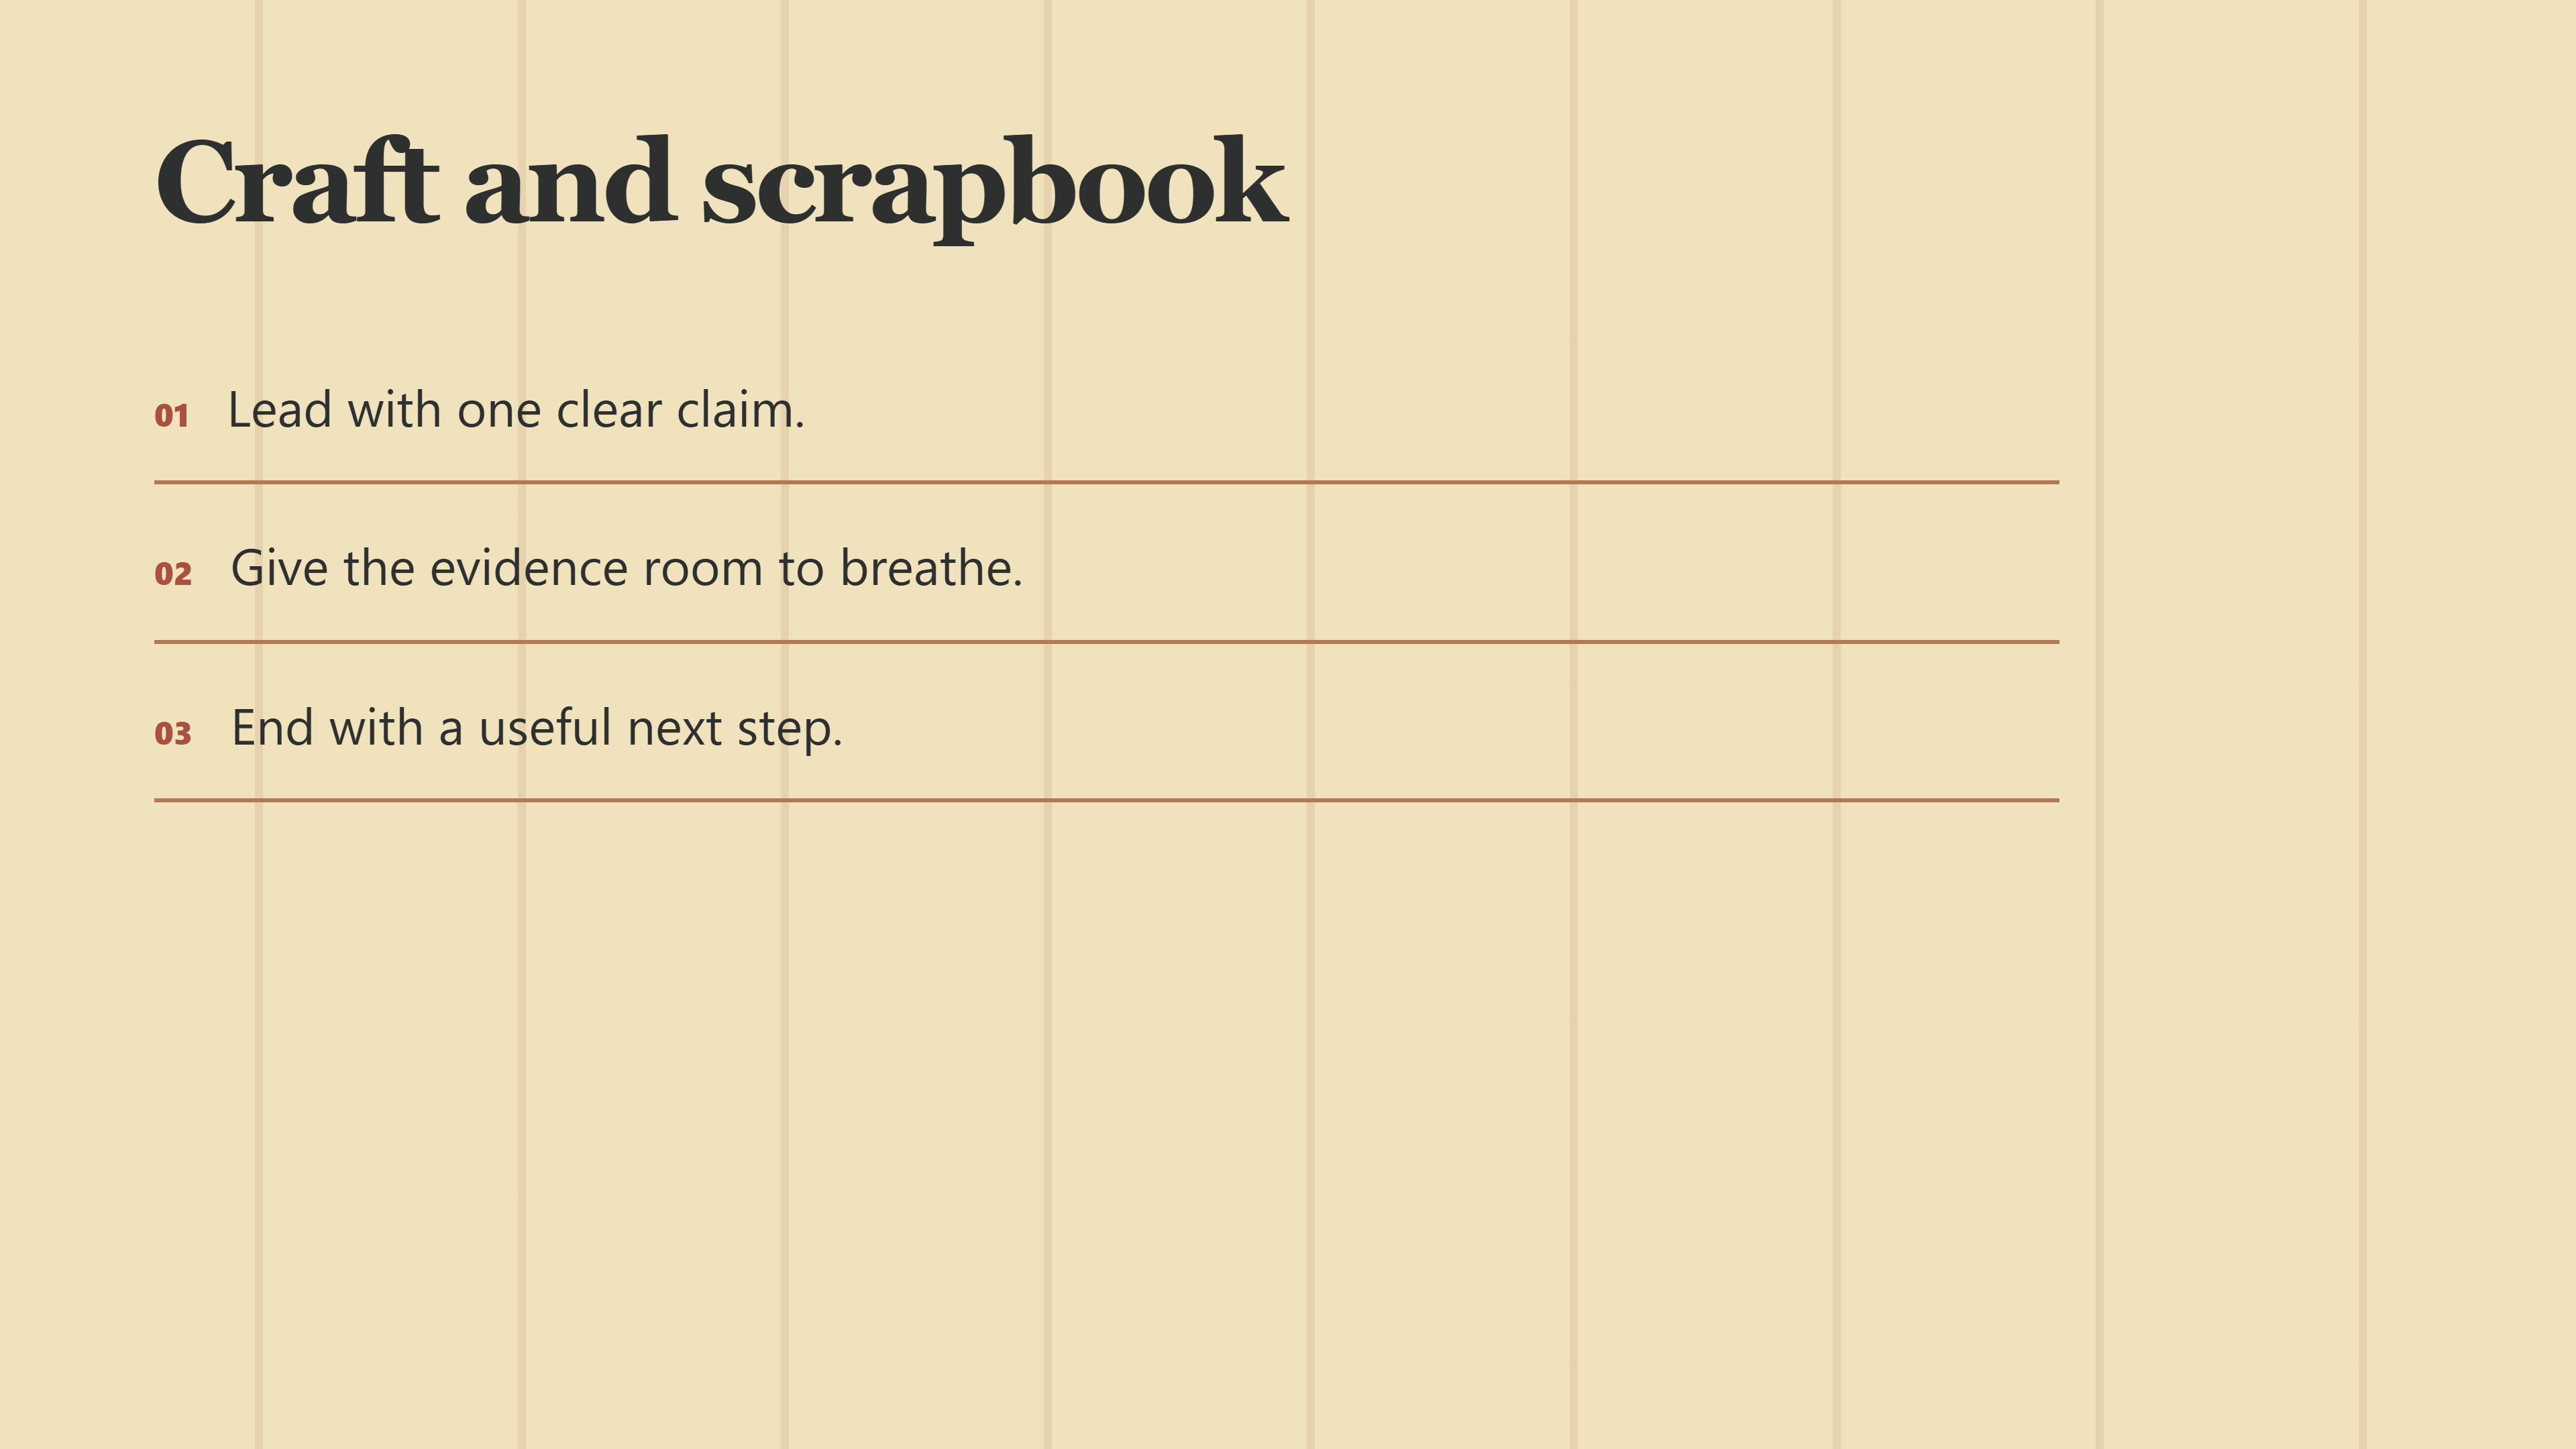 Craft and scrapbook
01 Lead with one clear claim.
02 Give the evidence room to breathe.
03 End with a useful next step.